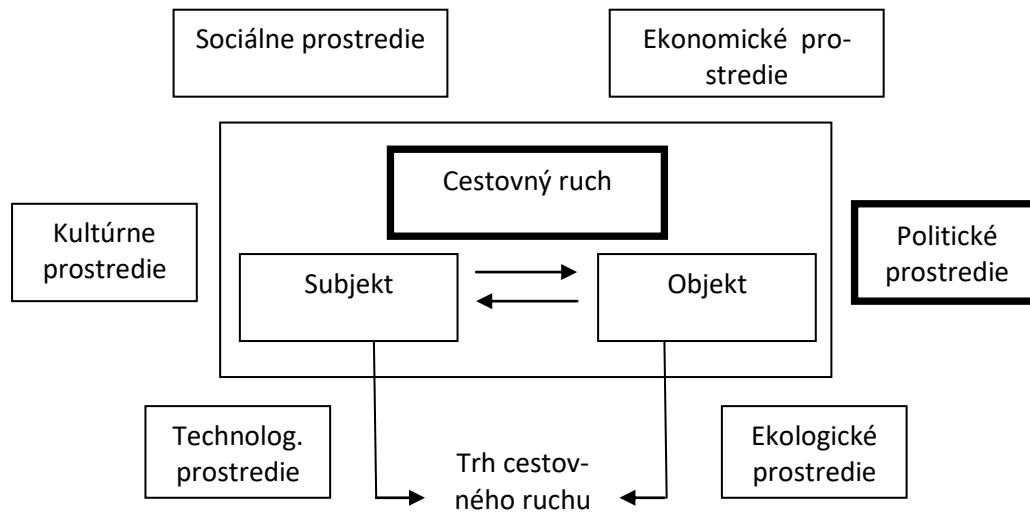 Sociálne prostredie
Ekonomické pro-
stredie
Cestovný ruch
Kultúrne
prostredie
Subjekt
Objekt
Politické
prostredie
Technolog.
prostredie
Trh cestov-
ného ruchu
Ekologické
prostredie